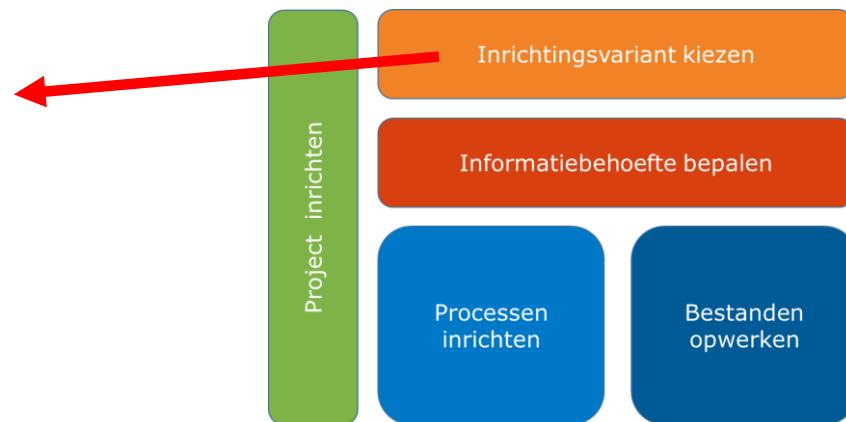 Project inrichten
Inrichtingsvariant kiezen
Informatiebehoefte bepalen
Processen
inrichten
Bestanden
opwerken